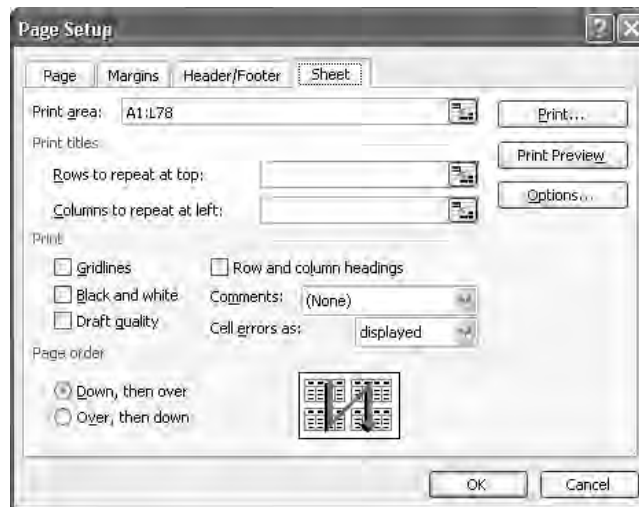 Page Setup
Page Margins Header/Footer Sheet
Print area: A1:L78 Print...
Print titles
Print Preview
Rows to repeat at top:
Options...
Columns to repeat at left:
Print
Gridlines Row and column headings
Black and white Comments: (None)
Draft quality Cell errors as: displayed
Page order
Down, then over
Over, then down
OK Cancel